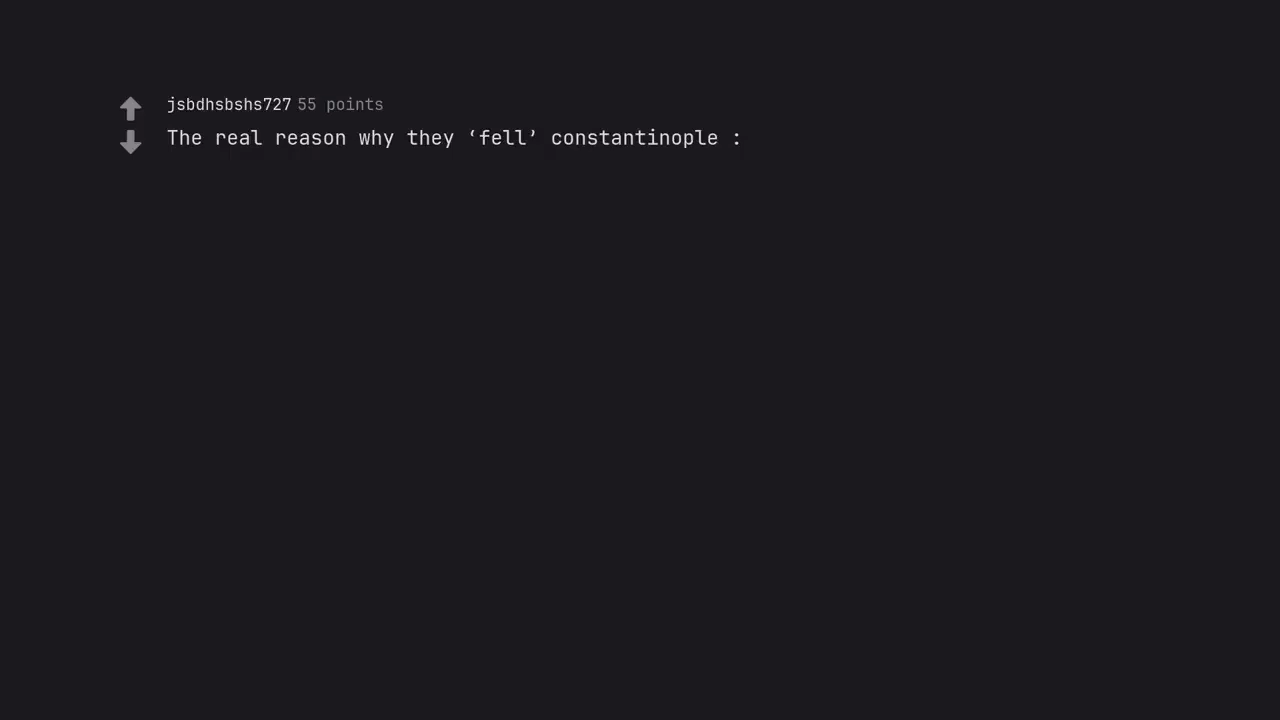 jsbdhsbshs727 55 points
The real reason why they ‘fell’ constantinople :